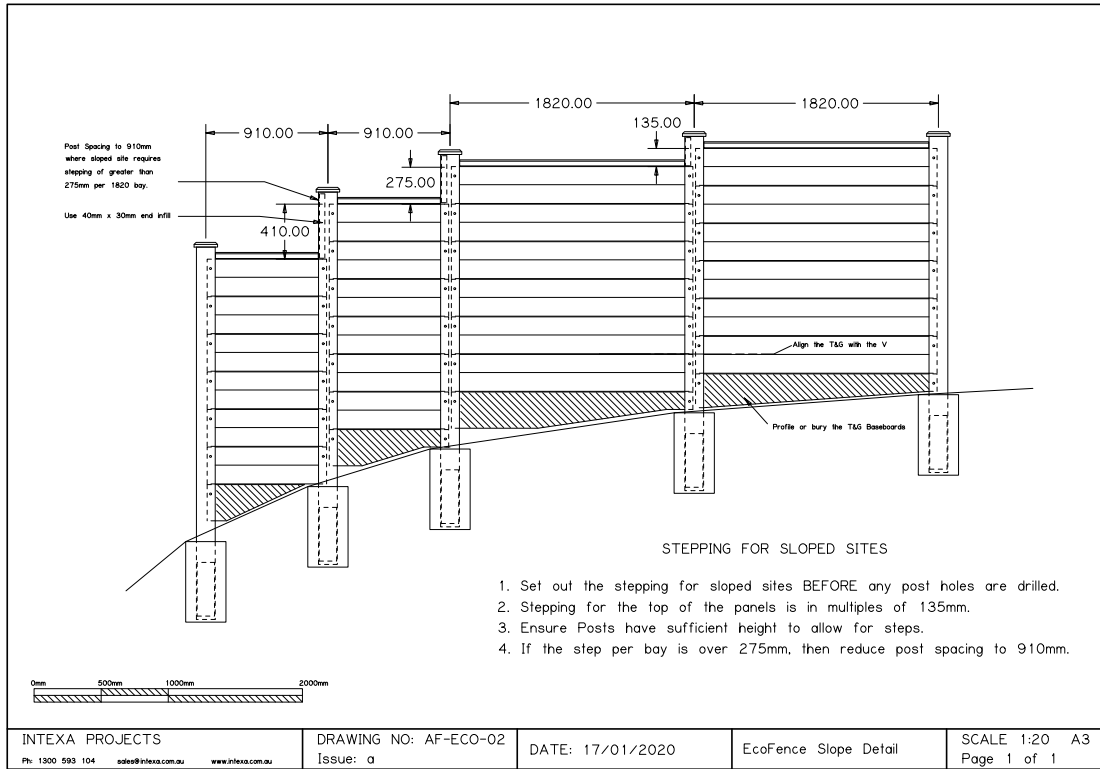 1820.00
1820.00
135.00
910.00
910.00
Post Spacing to 910mm
where sloped site requires
stepping of greater than
275mm per 1820 bay.
275.00
Use 40mm x 30mm end infill
410.00
Align the T&G with the V
Profile or bury the T&G Baseboards
STEPPING FOR SLOPED SITES
1. Set out the stepping for sloped sites BEFORE any post holes are drilled.
2. Stepping for the top of the panels is in multiples of 135mm.
3. Ensure Posts have sufficient height to allow for steps.
4. If the step per bay is over 275mm, then reduce post spacing to 910mm.
0mm 500mm 1000mm 2000mm
INTEXA PROJECTS
Ph: 1300 593 104 sales@intexa.com.au www.intexa.com.au
DRAWING NO: AF-ECO-02
Issue: a
DATE: 17/01/2020
EcoFence Slope Detail
SCALE 1:20 A3
Page 1 of 1